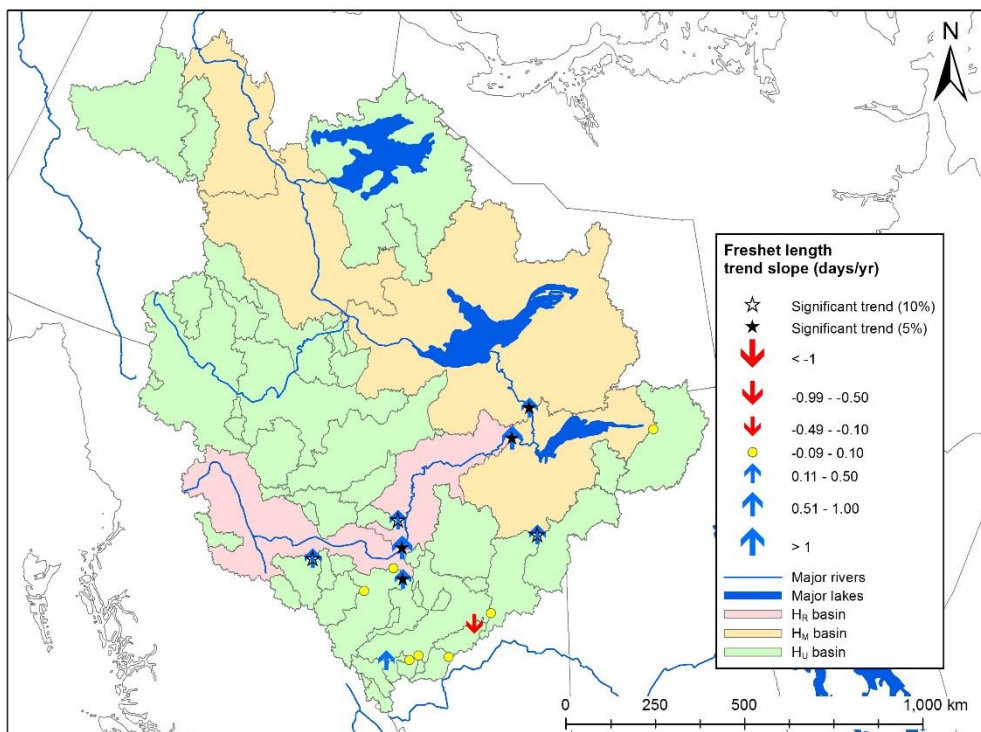 N
Freshet length
trend slope (days/yr)
Significant trend (10%)
Significant trend (5%)
< -1
-0.99 - -0.50
-0.49 - -0.10
-0.09 - 0.10
0.11 - 0.50
0.51 - 1.00
> 1
Major rivers
Major lakes
HR basin
HM basin
HU basin
0 250 500 1,000 km